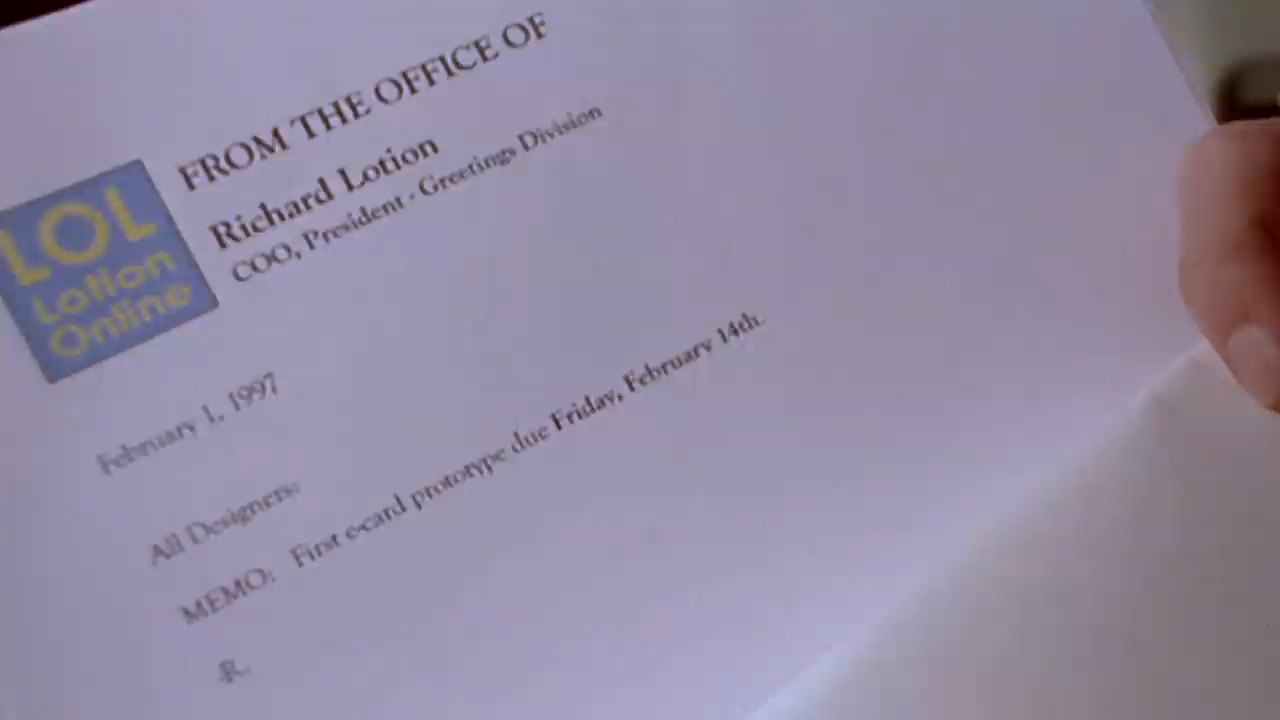 FROM THE OFFICE OF
Richard Lotion
COO, President - Greetings Division
LOL
Lotion
Online
February 1, 1997
All Designers:
MEMO: First e-card prototype due Friday, February 14th.
-R.